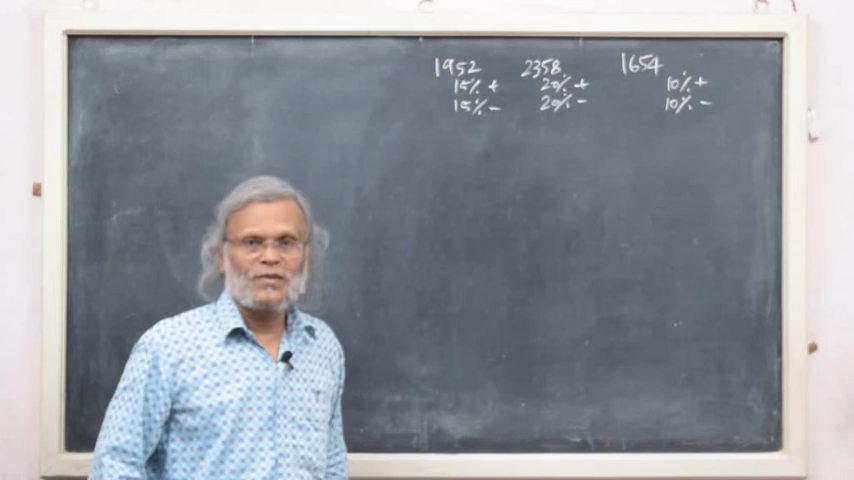 1952 2358 1654
15% + 20% + 10% +
15% - 20% - 10% -